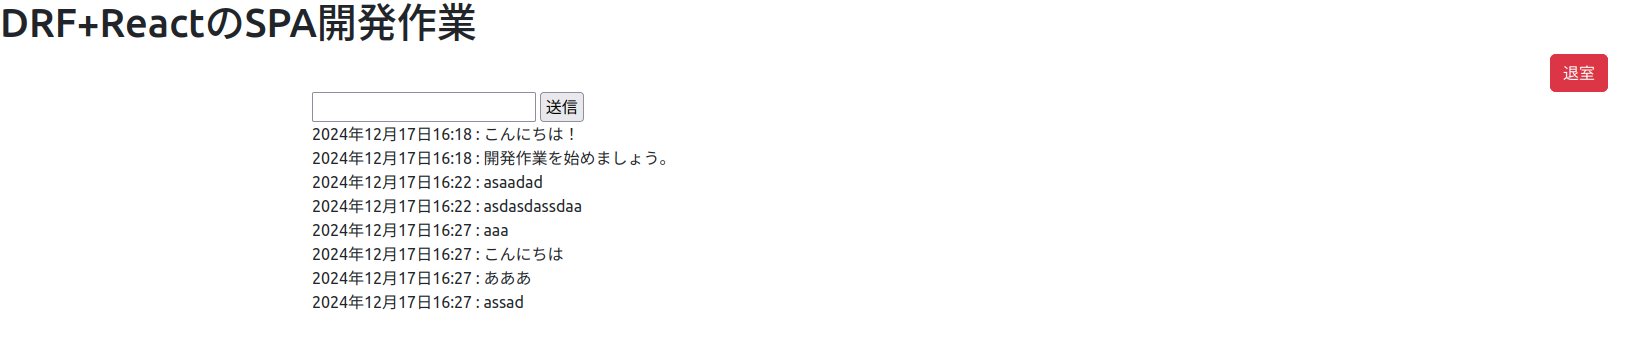 DRF+ReactのSPA開発作業
退室
送信
2024年12月17日16:18 : こんにちは！
2024年12月17日16:18 : 開発作業を始めましょう。
2024年12月17日16:22 : asaadad
2024年12月17日16:22 : asdasdassdaa
2024年12月17日16:27 : aaa
2024年12月17日16:27 : こんにちは
2024年12月17日16:27 : あああ
2024年12月17日16:27 : assad